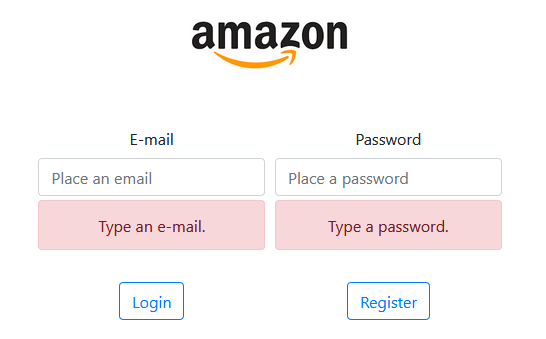 amazon
E-mail
Password
Place an email
Place a password
Type an e-mail.
Type a password.
Login
Register